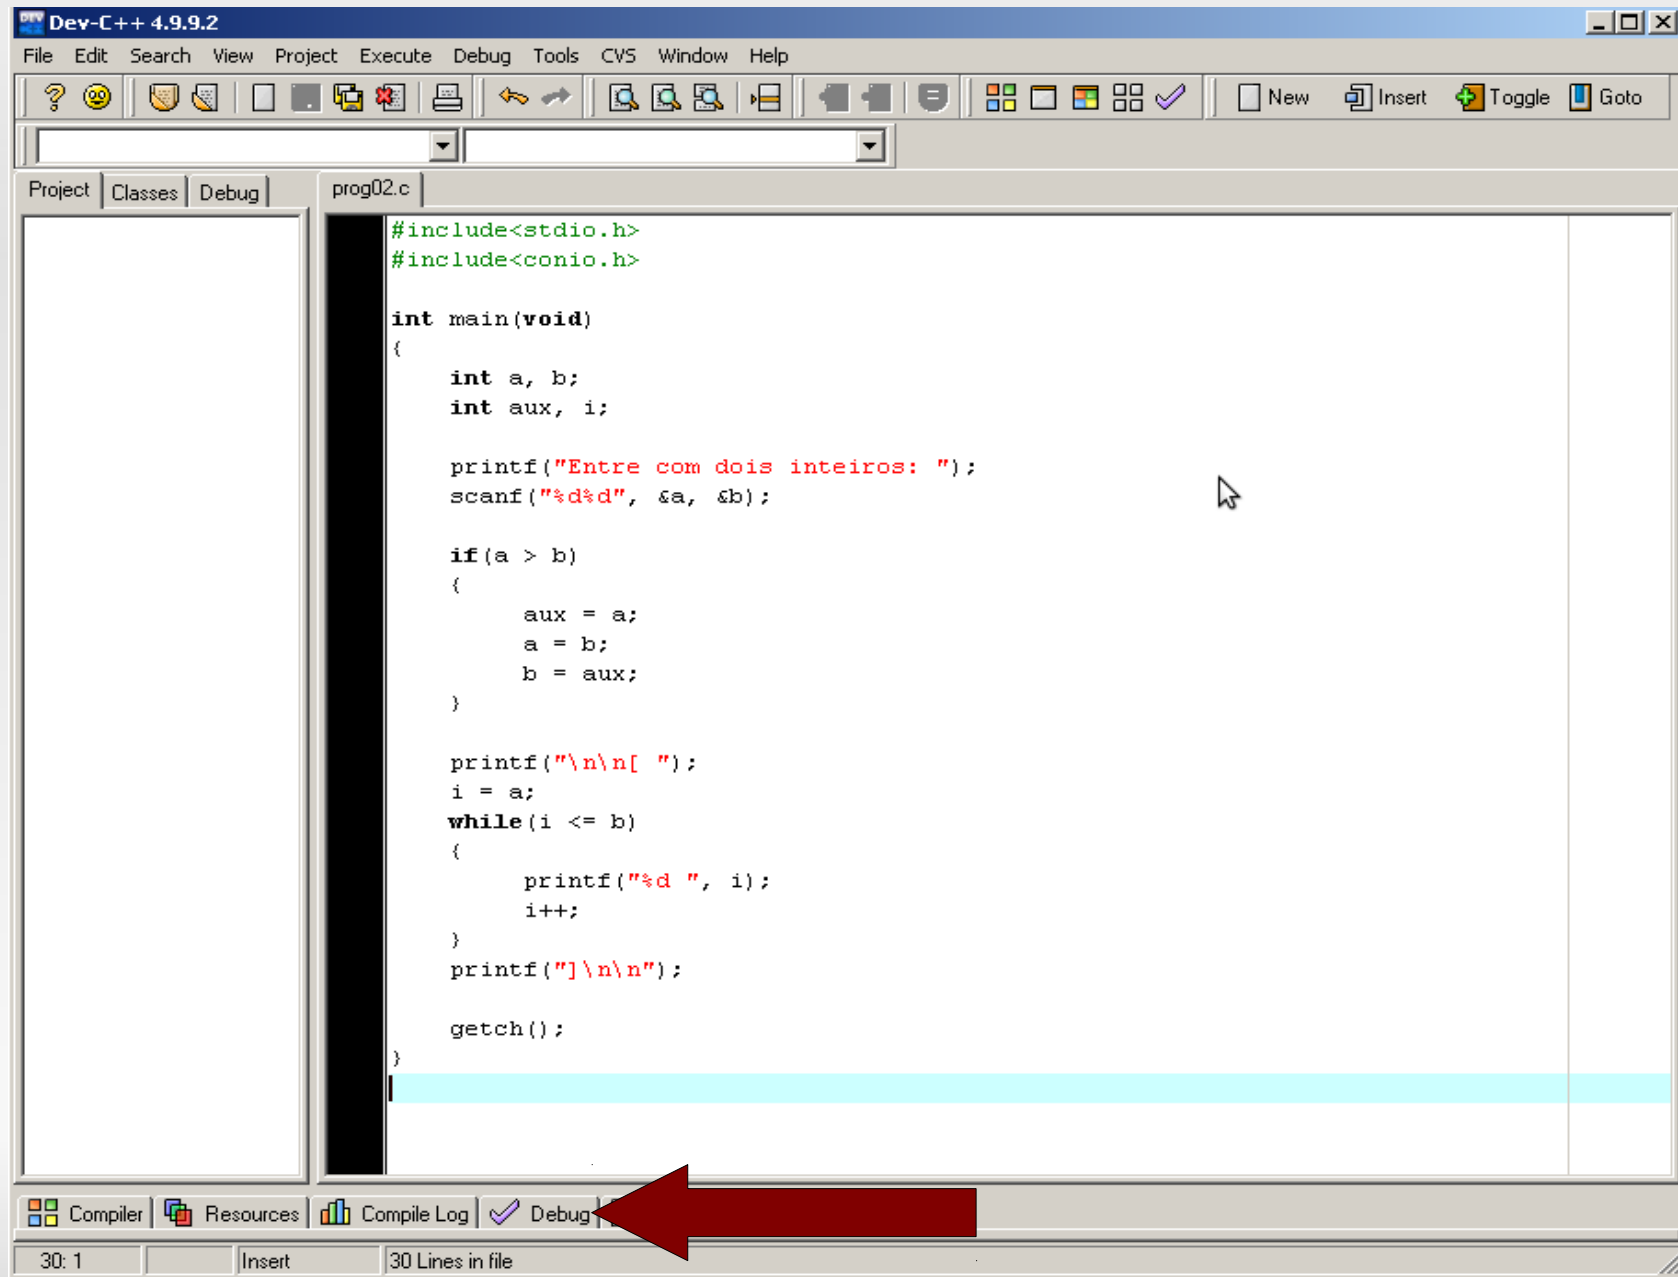 Dev-C++ 4.9.9.2
File Edit Search View Project Execute Debug Tools CVS Window Help
New Insert Toggle Goto
Project Classes Debug prog02.c
#include<stdio.h>
#include<conio.h>
int main(void)
{
int a, b;
int aux, i;
printf("Entre com dois inteiros: ");
scanf("%d%d", &a, &b);
if(a > b)
{
aux = a;
a = b;
b = aux;
}
printf("\n\n[ ");
i = a;
while(i <= b)
{
printf("%d ", i);
i++;
}
printf("]\n\n");
getch();
}
Compiler Resources Compile Log Debug
30: 1 Insert 30 Lines in file